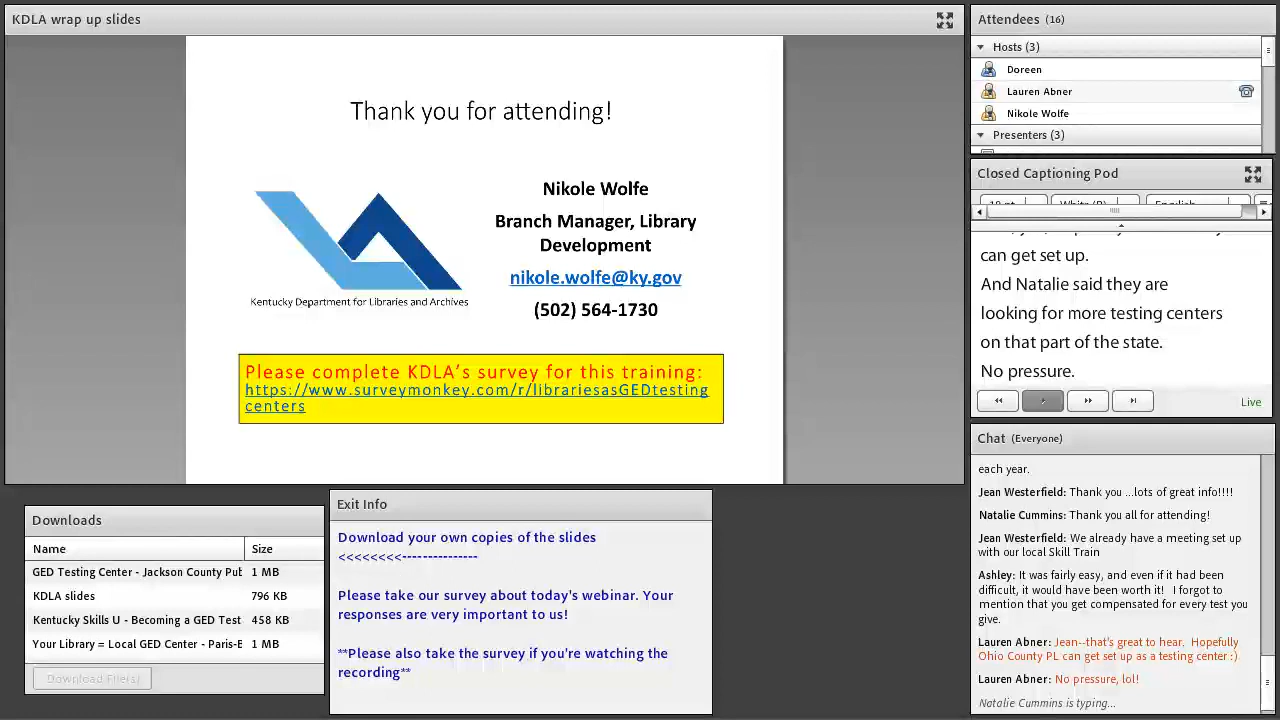 KDLA wrap up slides
Thank you for attending!
Nikole Wolfe
Branch Manager, Library
Development
nikole.wolfe@ky.gov
(502) 564-1730
Kentucky Department for Libraries and Archives
Please complete KDLA's survey for this training:
https://www.surveymonkey.com/r/librariesasGEDtesting
centers
Downloads
Name Size
GED Testing Center - Jackson County Pub 1 MB
KDLA slides 796 KB
Kentucky Skills U - Becoming a GED Test 458 KB
Your Library = Local GED Center - Paris-B 1 MB
Download File(s)
Exit Info
Download your own copies of the slides
<<<<<<<<---------------
Please take our survey about today's webinar. Your
responses are very important to us!
**Please also take the survey if you're watching the
recording**
Attendees (16)
Hosts (3)
Doreen
Lauren Abner
Nikole Wolfe
Presenters (3)
Closed Captioning Pod
English
can get set up.
And Natalie said they are
looking for more testing centers
on that part of the state.
No pressure.
Live
Chat (Everyone)
each year.
Jean Westerfield: Thank you ...lots of great info!!!!
Natalie Cummins: Thank you all for attending!
Jean Westerfield: We already have a meeting set up
with our local Skill Train
Ashley: It was fairly easy, and even if it had been
difficult, it would have been worth it! I forgot to
mention that you get compensated for every test you
give.
Lauren Abner: Jean--that's great to hear. Hopefully
Ohio County PL can get set up as a testing center :)
Lauren Abner: No pressure, lol!
Natalie Cummins is typing...